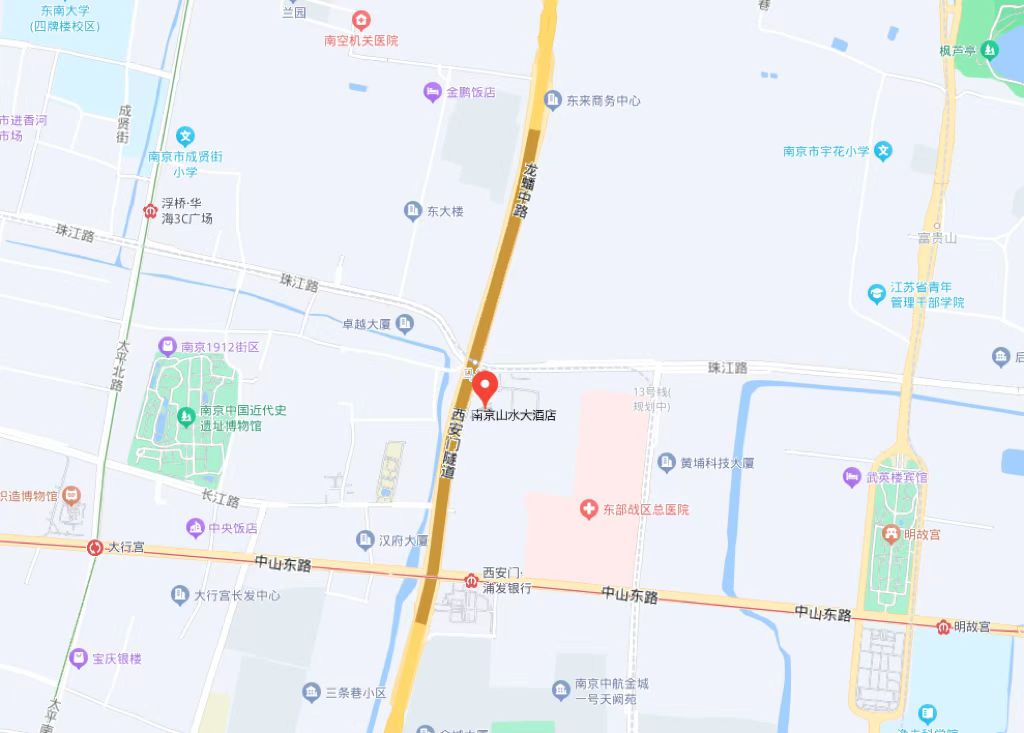 东南大学
(四牌楼校区)
兰园
南空机关医院
巷
枫芦亭
金鹏饭店
东来商务中心
成贤街
市进香河
市场
南京市成贤街
小学
南京市宇花小学
龙蟠中路
浮桥·华
海3C广场
东大楼
珠江路
富贵山
珠江路
江苏省青年
管理干部学院
卓越大厦
太平北路
南京1912街区
后
珠江路
13号线(
规划中)
南京中国近代史
遗址博物馆
南京山水大酒店
西安门隧道
黄埔科技大厦
武英楼宾馆
织造博物馆
长江路
东部战区总医院
中央饭店
明故宫
大行宫
汉府大厦
中山东路
西安门·
浦发银行
大行宫长发中心
中山东路
中山东路
明故宫
宝庆银楼
三条巷小区
南京中航金城
一号天阙苑
太平南